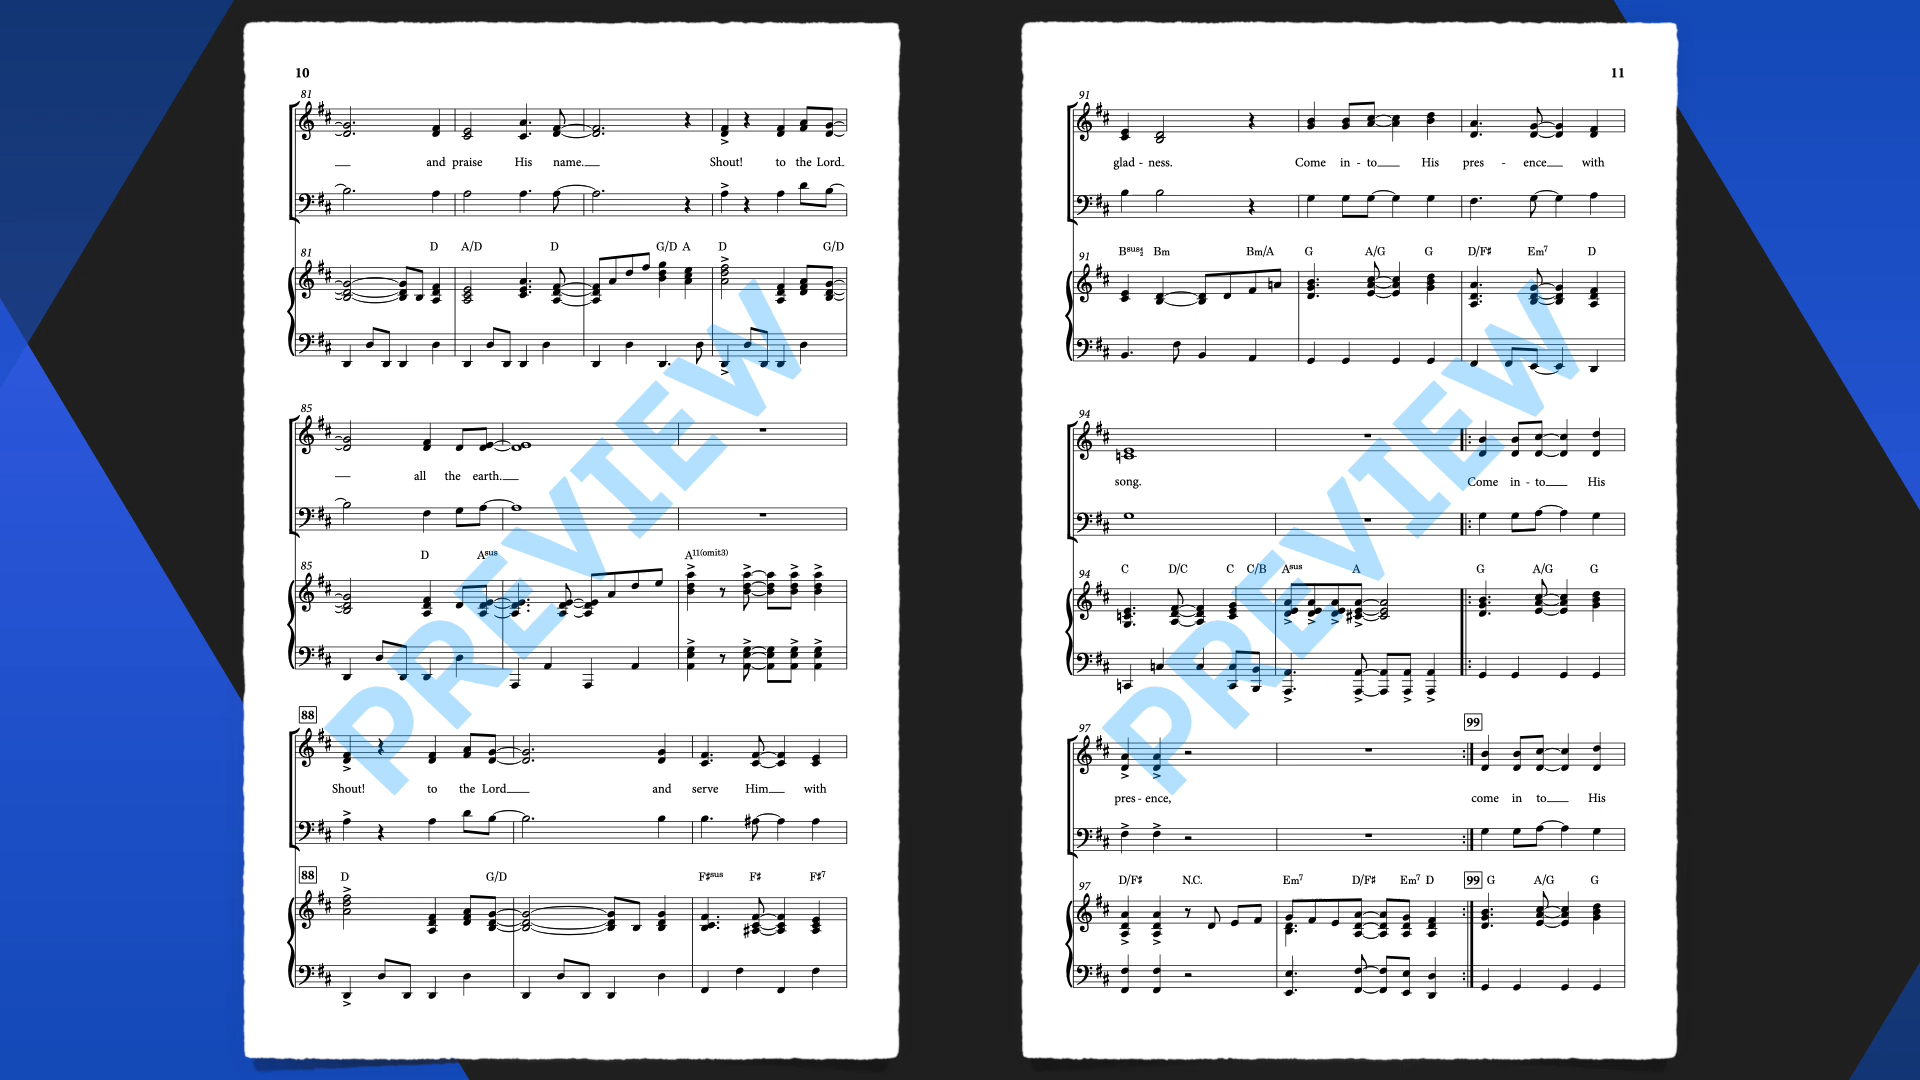 10
81
and praise His name.
Shout! to the Lord
81
D A/D D G/D A D G/D
85
all the earth.
85
D Asus A11(omit3)
88
Shout! to the Lord and serve Him with
88
D G/D F♯sus F♯ F♯7
PREVIEW
11
91
glad - ness. Come in - to His pres - ence with
91
Bsus4/2 Bm Bm/A G A/G G D/F♯ Em7 D
94
song. Come in - to His
94
C D/C C C/B Asus A G A/G G
97
99
pres - ence, come in to His
97
D/F♯ N.C. Em7 D/F♯ Em7 D 99 G A/G G
PREVIEW